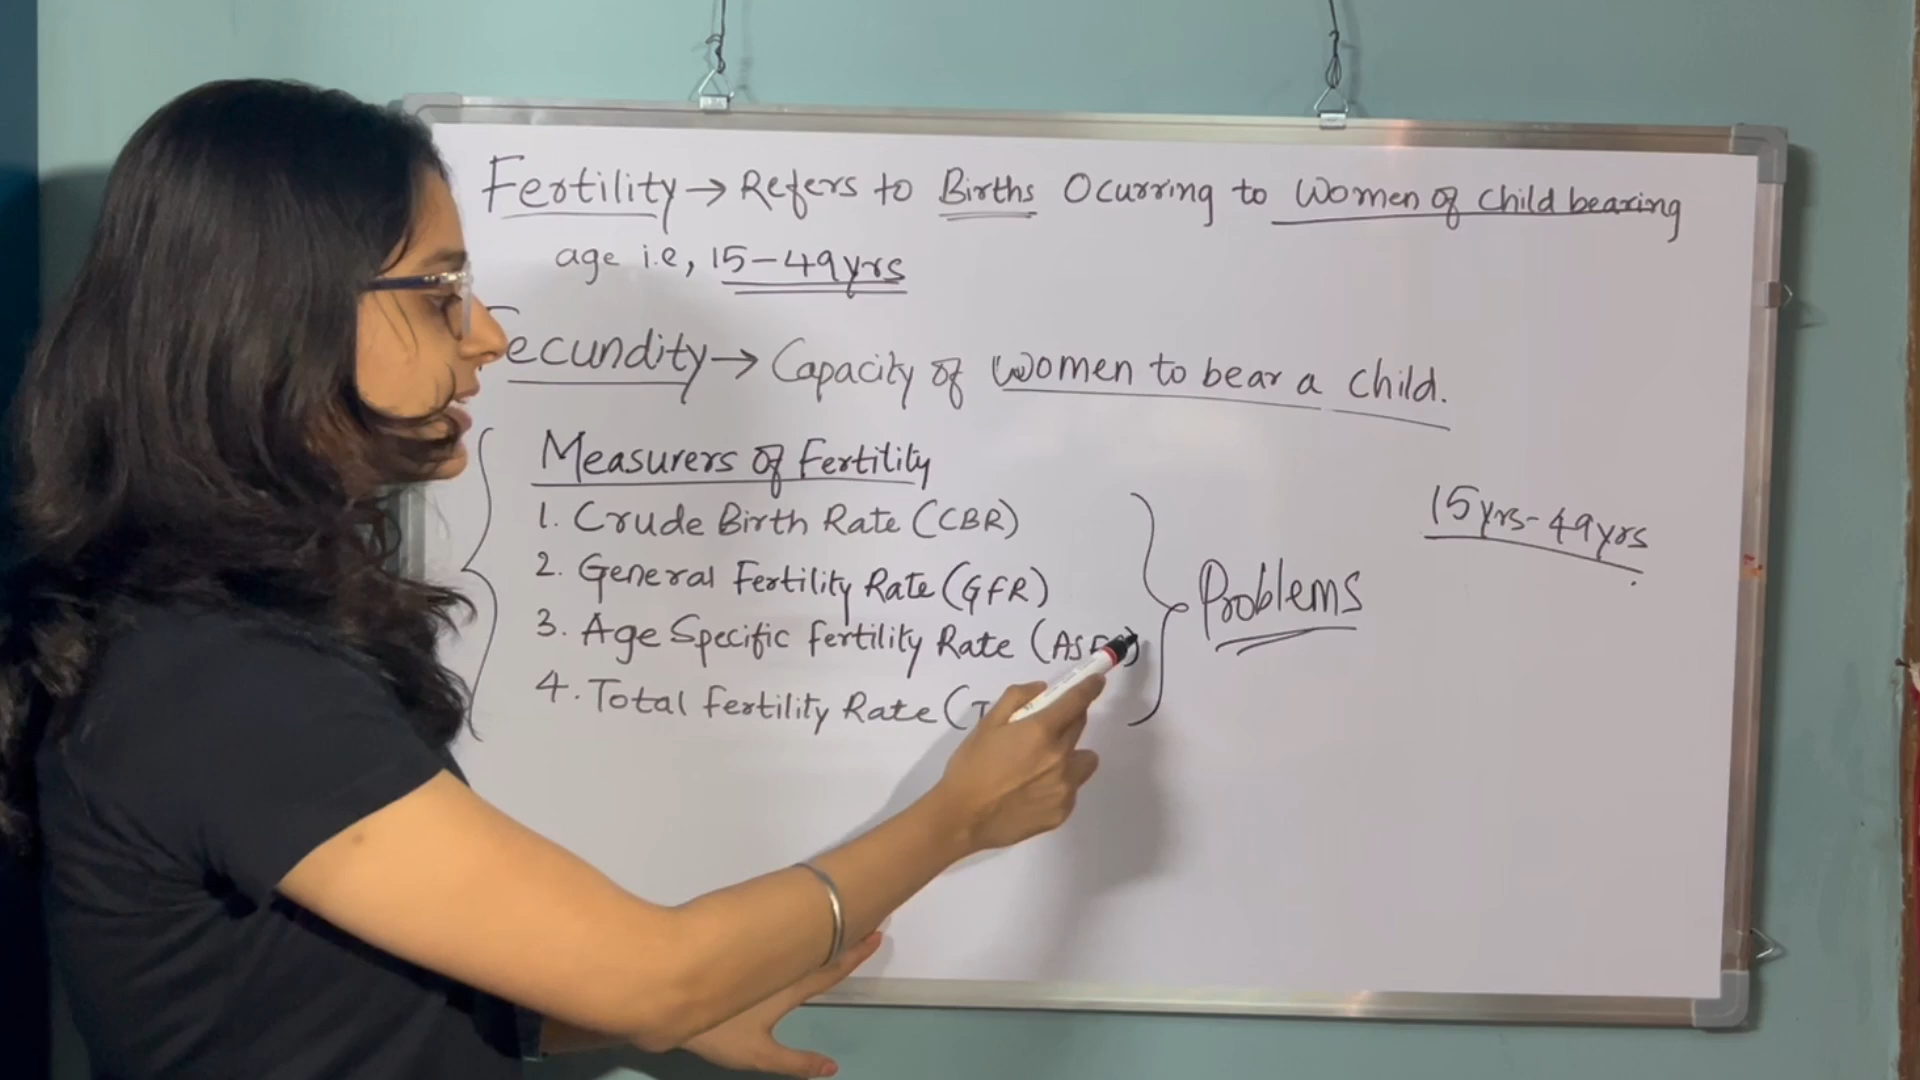 Fertility → Refers to Births Ocurring to women of child bearing
age i.e, 15-49yrs
Fecundity → Capacity of women to bear a child.
Measurers of Fertility
1. Crude Birth Rate (CBR)
2. General Fertility Rate (GFR)
3. Age Specific fertility Rate
4. Total fertility Rate
Problems
15yrs-49yrs